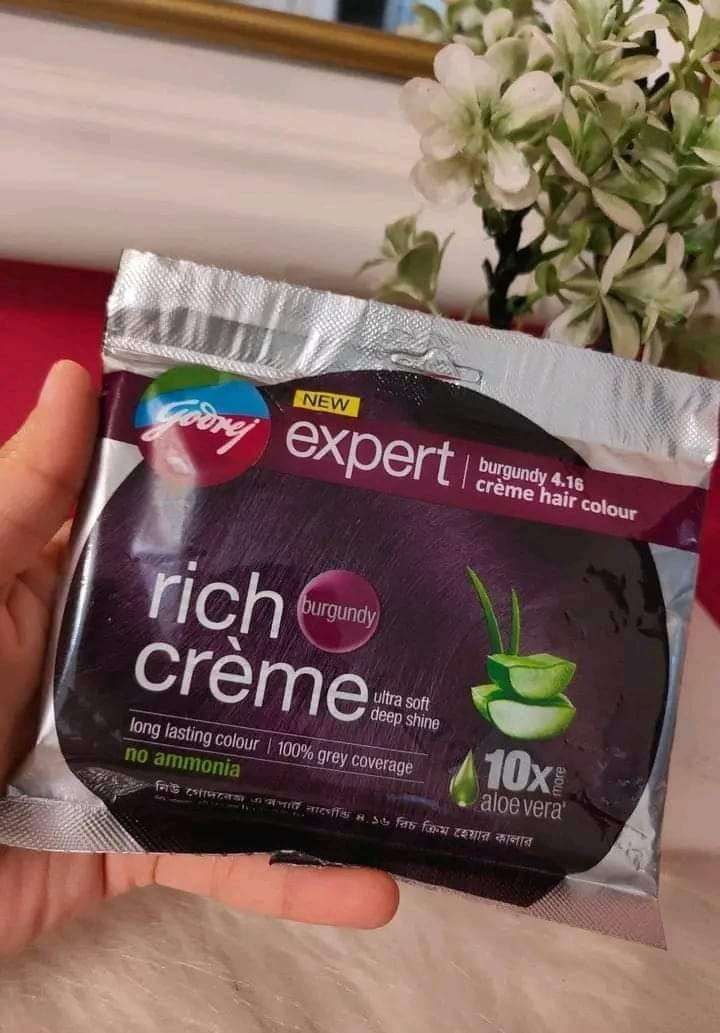 Godrej
NEW
expert
burgundy 4.16
crème hair colour
rich
burgundy
crème
ultra soft
deep shine
long lasting colour | 100% grey coverage
no ammonia
10x
more
aloe vera
নিউ গোদরেজ এক্সপার্ট বার্গেন্ডি ৪.১৬ রিচ ক্রিম হেয়ার কালার